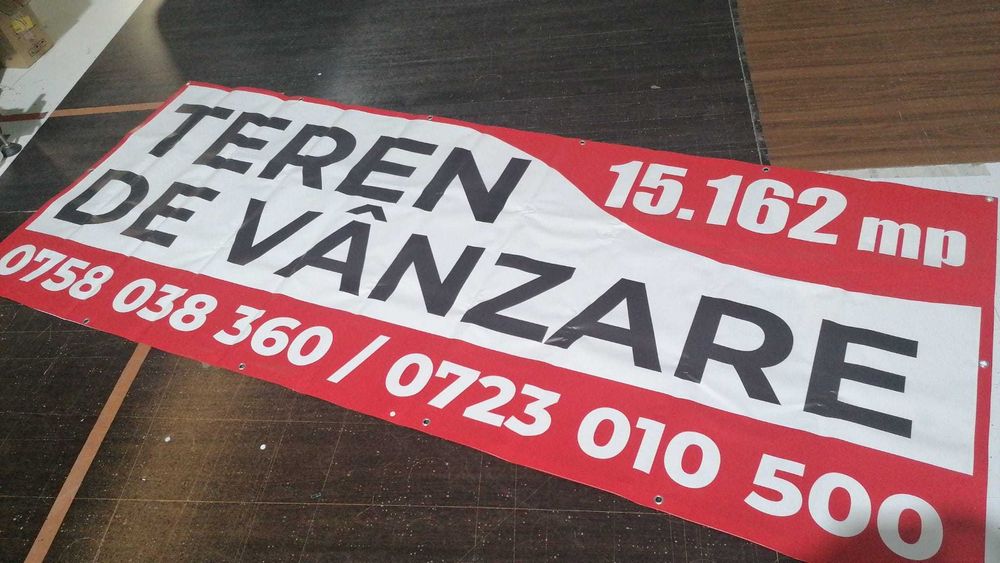 TEREN
DE VÂNZARE
15.162 mp
0758 038 360 / 0723 010 500